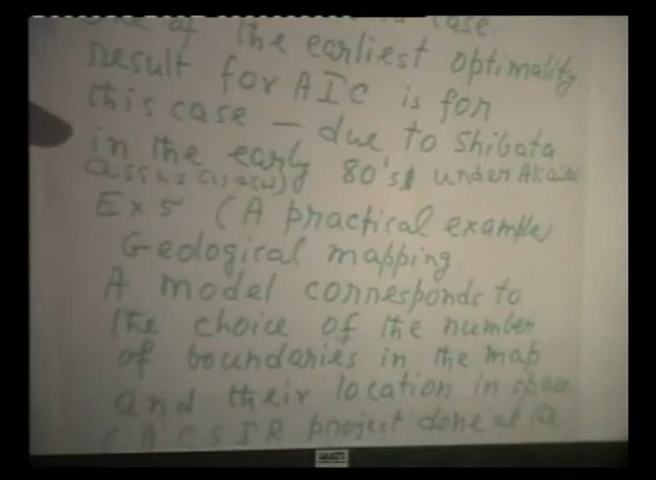 of the earliest optimality
result for AIC is for
this case — due to Shibata
in the early 80's, under Akaike
Ex 5 (A practical example)
Geological mapping
A model corresponds to
the choice of the number
of boundaries in the map
and their location in space
(A CSIR project done at